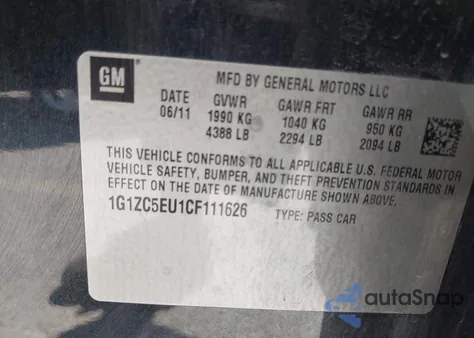 GM
MFD BY GENERAL MOTORS LLC
DATE GVWR GAWR FRT GAWR RR
06/11 1990 KG 1040 KG 950 KG
4388 LB 2294 LB 2094 LB
THIS VEHICLE CONFORMS TO ALL APPLICABLE U.S. FEDERAL MOTOR
VEHICLE SAFETY, BUMPER, AND THEFT PREVENTION STANDARDS IN
EFFECT ON THE DATE OF MANUFACTURE SHOWN ABOVE.
1G1ZC5EU1CF111626 TYPE: PASS CAR
autoSnap